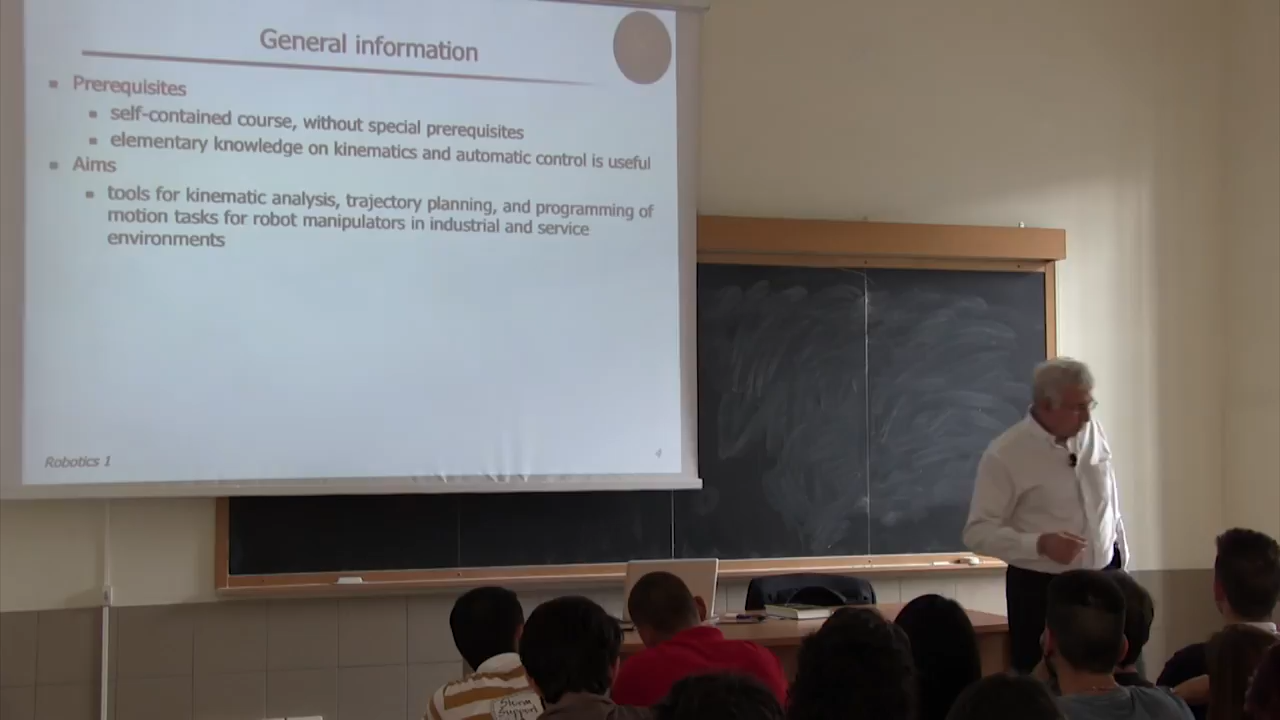 General information
Prerequisites
self-contained course, without special prerequisites
elementary knowledge on kinematics and automatic control is useful
Aims
tools for kinematic analysis, trajectory planning, and programming of
motion tasks for robot manipulators in industrial and service
environments
Robotics 1
4
Support